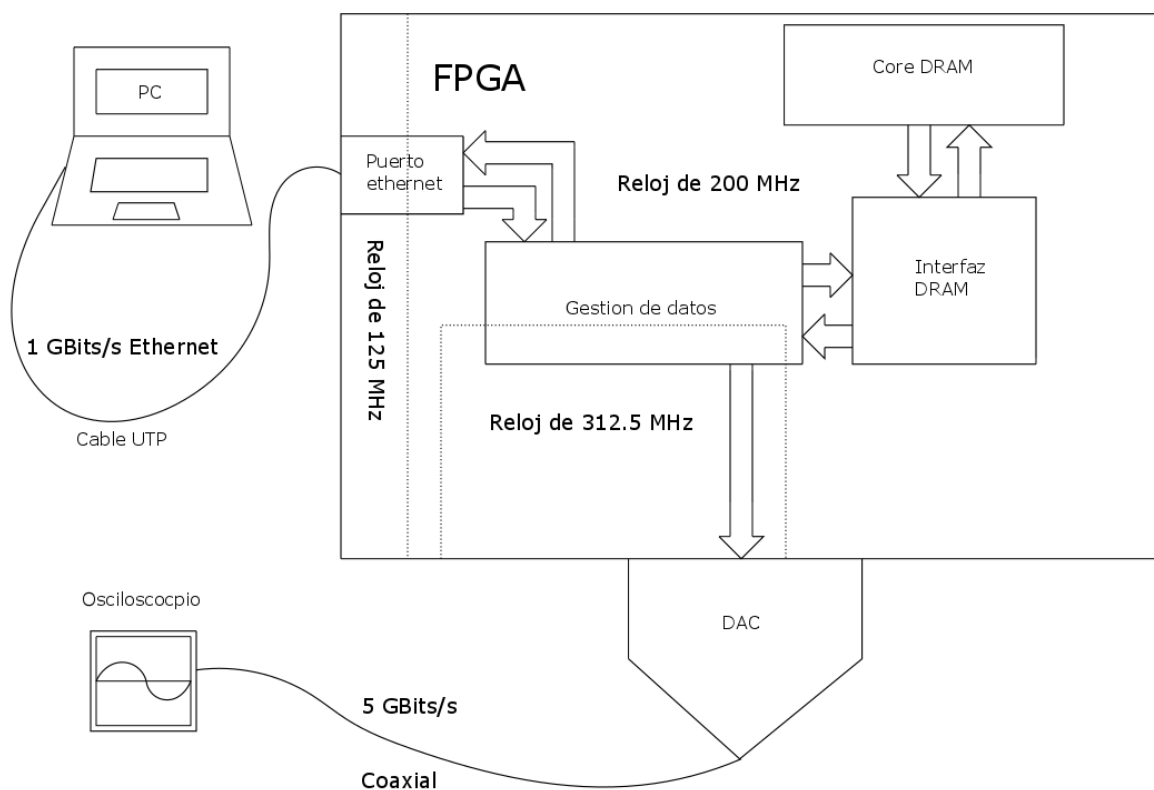 PC
FPGA
Core DRAM
Puerto
ethernet
Reloj de 200 MHz
Reloj de 125 MHz
Interfaz
DRAM
Gestion de datos
1 GBits/s Ethernet
Reloj de 312.5 MHz
Cable UTP
Osciloscocpio
DAC
5 GBits/s
Coaxial